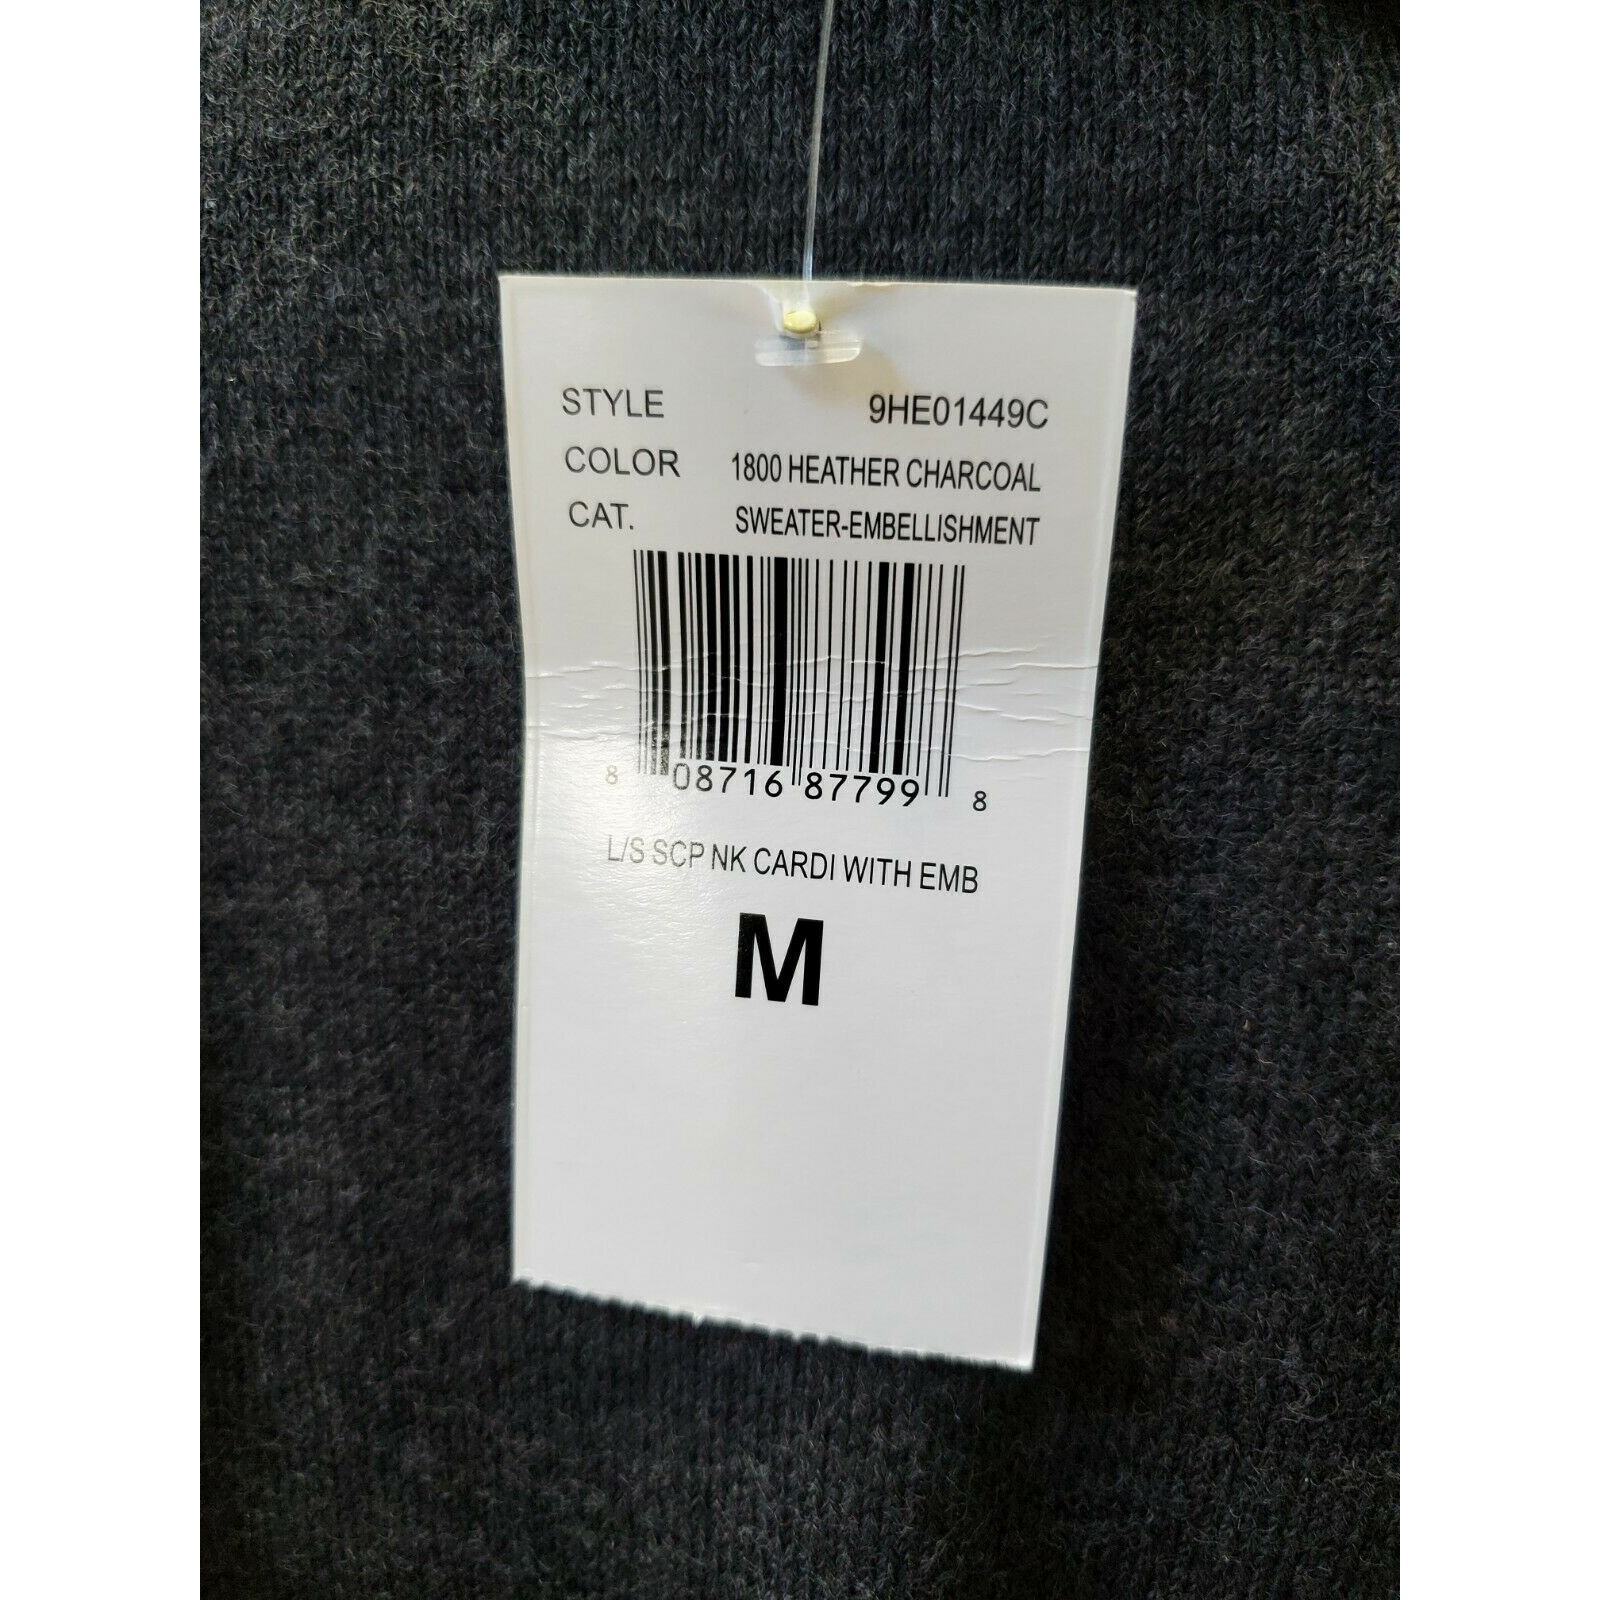 STYLE 9HE01449C
COLOR 1800 HEATHER CHARCOAL
CAT. SWEATER-EMBELLISHMENT
8 08716 87799 8
L/S SCP NK CARDI WITH EMB
M